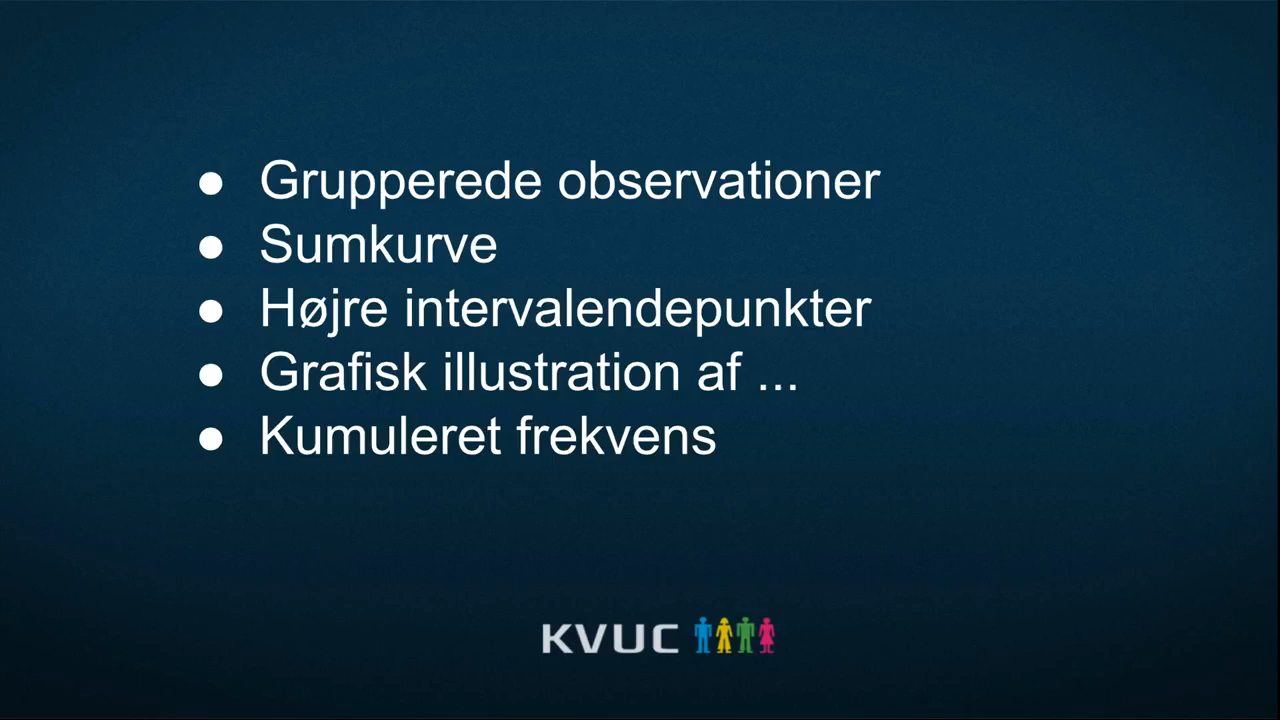 ● Grupperede observationer
● Sumkurve
● Højre intervalendepunkter
● Grafisk illustration af ...
● Kumuleret frekvens
KVUC